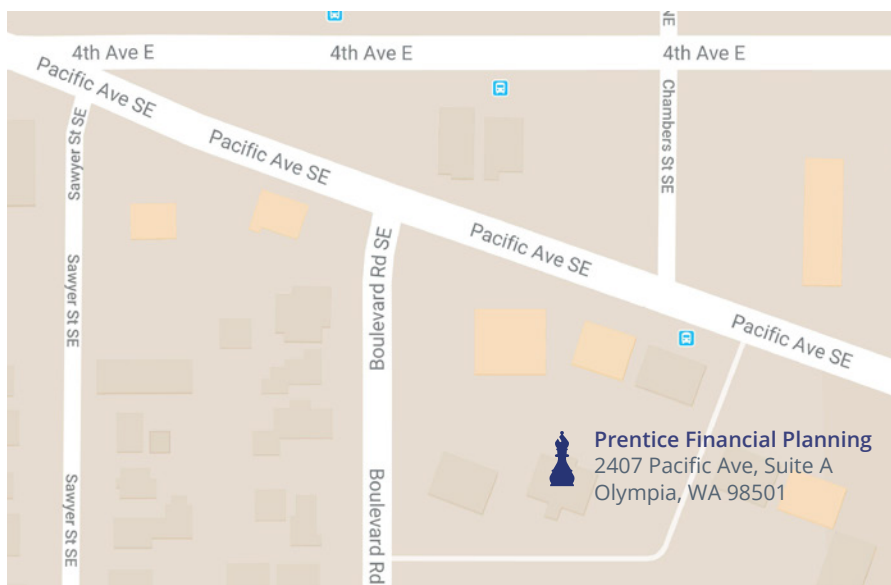 NE
4th Ave E
4th Ave E
4th Ave E
Pacific Ave SE
Sawyer St SE
Chambers St SE
Pacific Ave SE
Pacific Ave SE
Boulevard Rd SE
Sawyer St SE
Pacific Ave SE
Prentice Financial Planning
2407 Pacific Ave, Suite A
Olympia, WA 98501
Sawyer St SE
Boulevard Rd